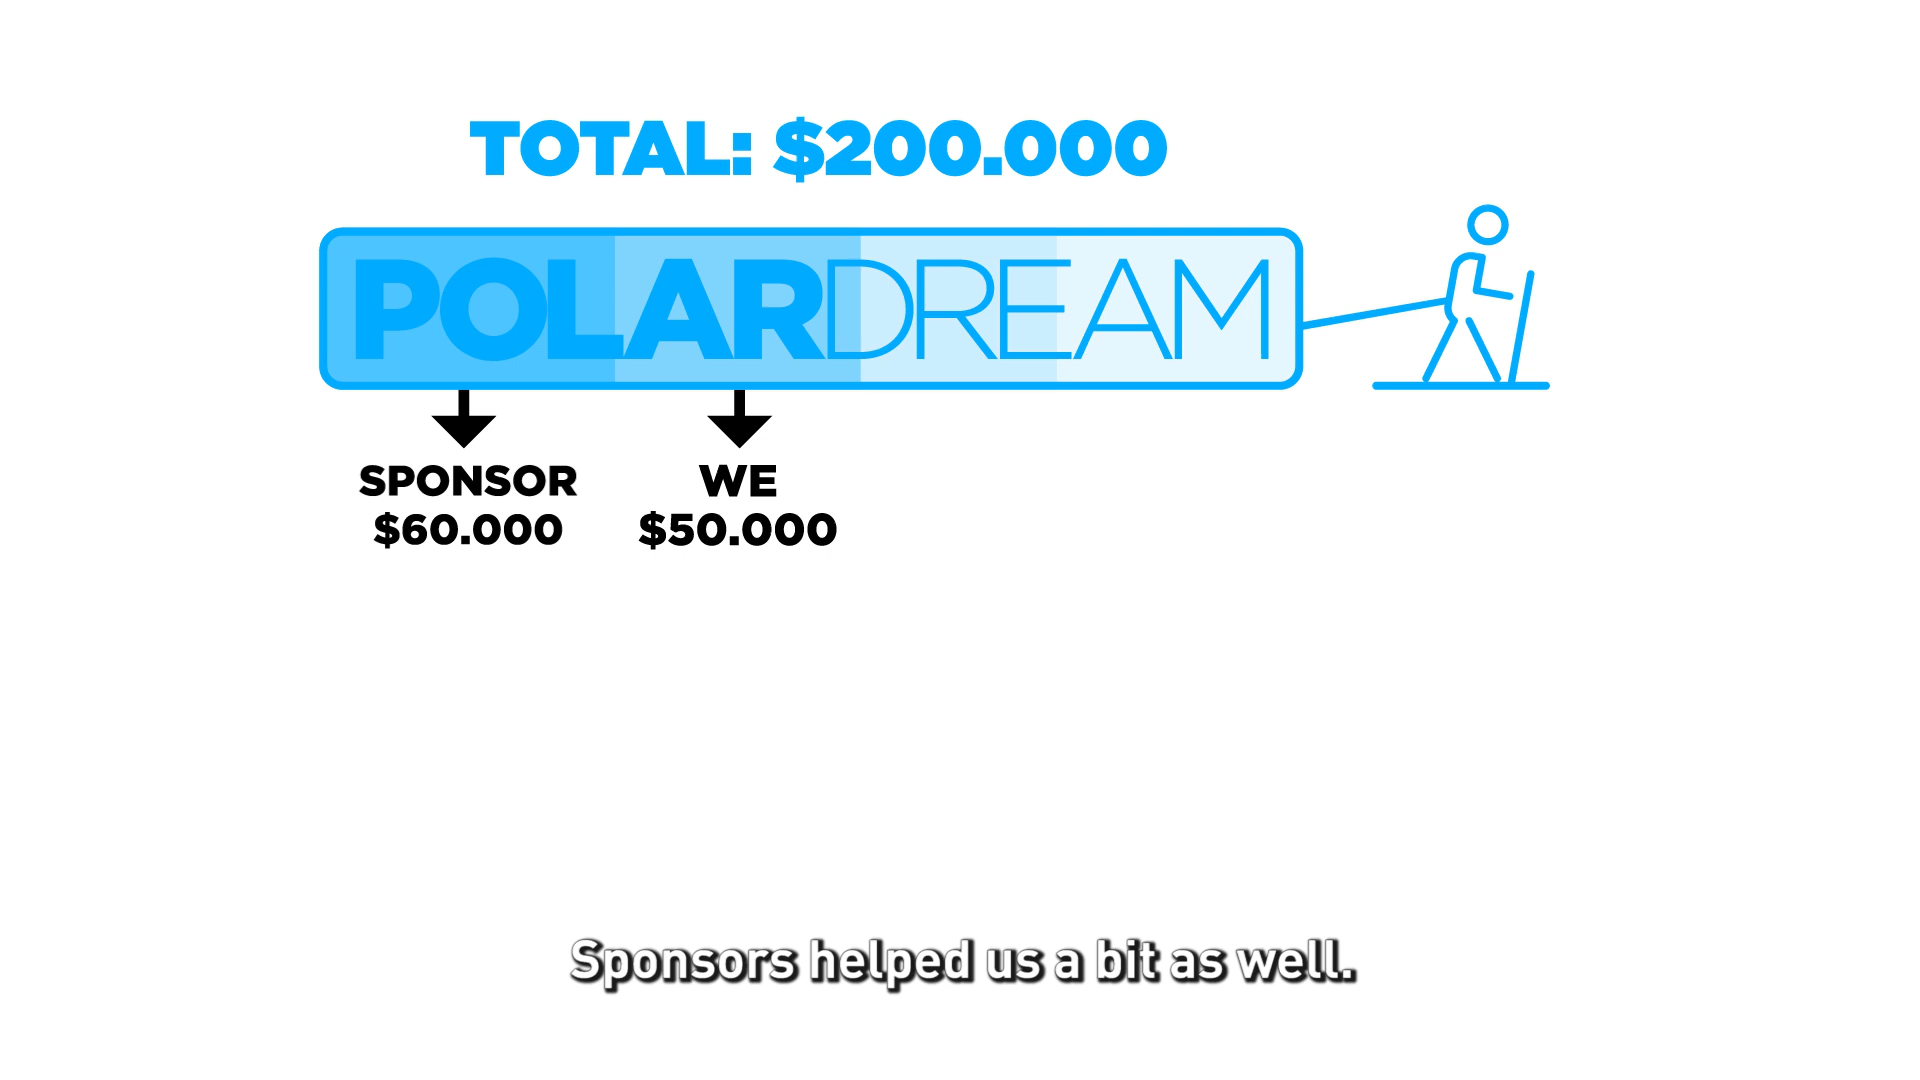 TOTAL: $200.000
POLARDREAM
SPONSOR
$60.000
WE
$50.000
Sponsors helped us a bit as well.